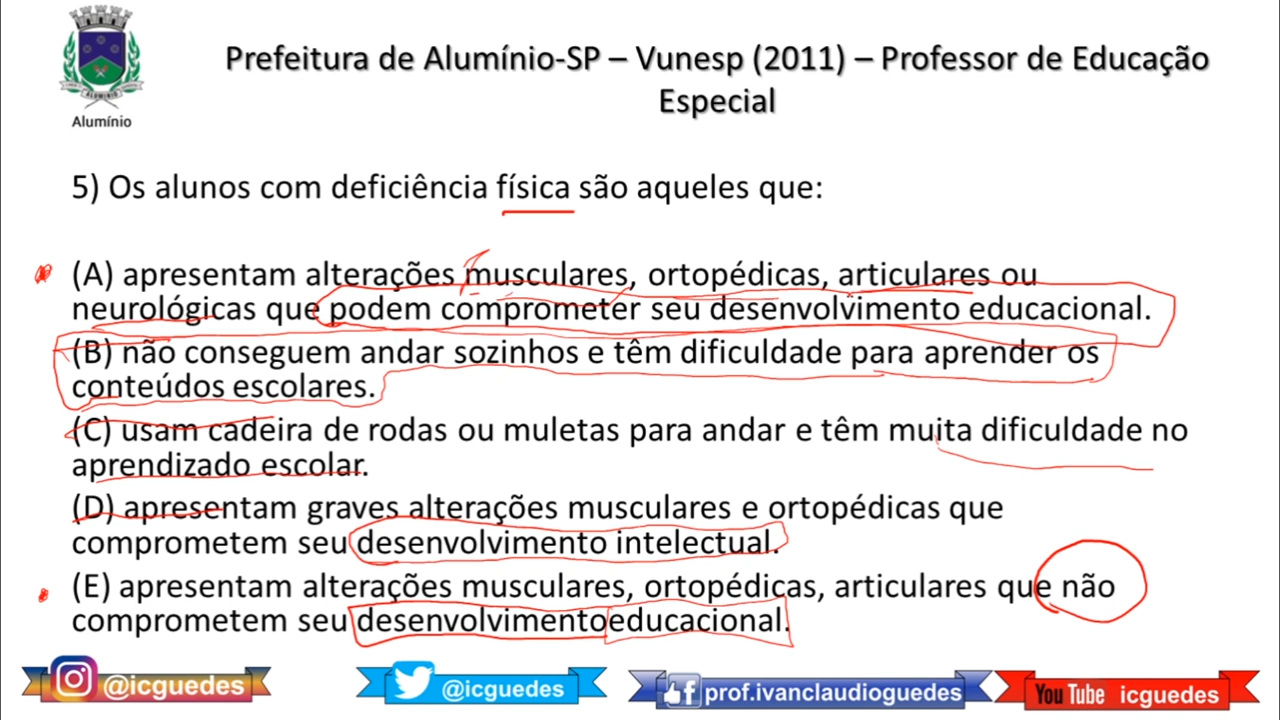 Prefeitura de Alumínio-SP – Vunesp (2011) – Professor de Educação
Especial
ALUMÍNIO
Alumínio
5) Os alunos com deficiência física são aqueles que:
(A) apresentam alterações musculares, ortopédicas, articulares ou
neurológicas que podem comprometer seu desenvolvimento educacional.
(B) não conseguem andar sozinhos e têm dificuldade para aprender os
conteúdos escolares.
(C) usam cadeira de rodas ou muletas para andar e têm muita dificuldade no
aprendizado escolar.
(D) apresentam graves alterações musculares e ortopédicas que
comprometem seu desenvolvimento intelectual.
(E) apresentam alterações musculares, ortopédicas, articulares que não
comprometem seu desenvolvimento educacional.
@icguedes
@icguedes
f prof.ivanclaudioguedes
YouTube icguedes